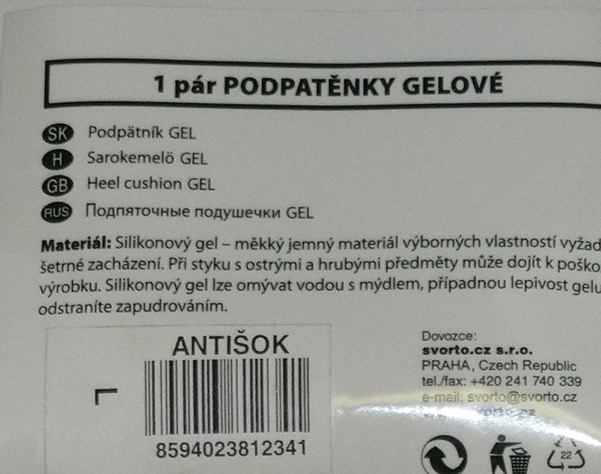 1 pár PODPATĚNKY GELOVÉ
SK Podpätník GEL
H Sarokemelö GEL
GB Heel cushion GEL
RUS Подпяточные подушечки GEL
Materiál: Silikonový gel – měkký jemný materiál výborných vlastností vyžad
šetrné zacházení. Při styku s ostrými a hrubými předměty může dojít k poško
výrobku. Silikonový gel lze omývat vodou s mýdlem, případnou lepivost gelu
odstraníte zapudrováním.
ANTIŠOK
L
8594023812341
Dovozce:
svorto.cz s.r.o.
PRAHA, Czech Republic
tel./fax: +420 241 740 339
e-mail: svorto@svorto.cz
22